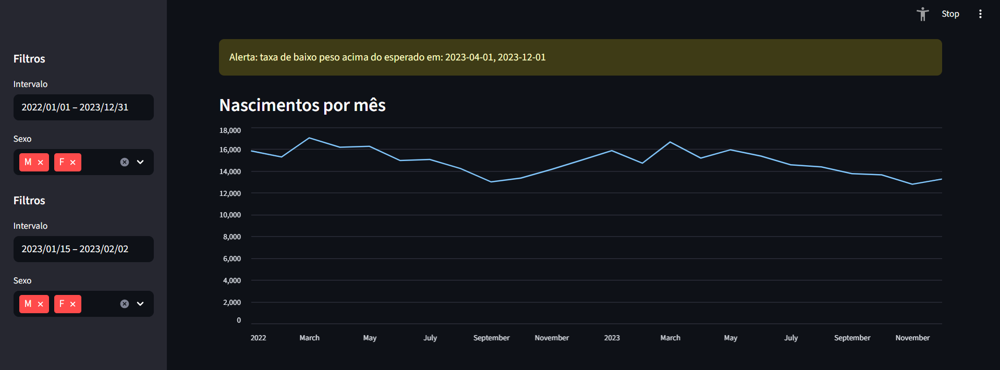 Stop
Filtros
Intervalo
2022/01/01 – 2023/12/31
Sexo
M
F
Filtros
Intervalo
2023/01/15 – 2023/02/02
Sexo
M
F
Alerta: taxa de baixo peso acima do esperado em: 2023-04-01, 2023-12-01
Nascimentos por mês
18,000
16,000
14,000
12,000
10,000
8,000
6,000
4,000
2,000
0
2022 March May July September November 2023 March May July September November